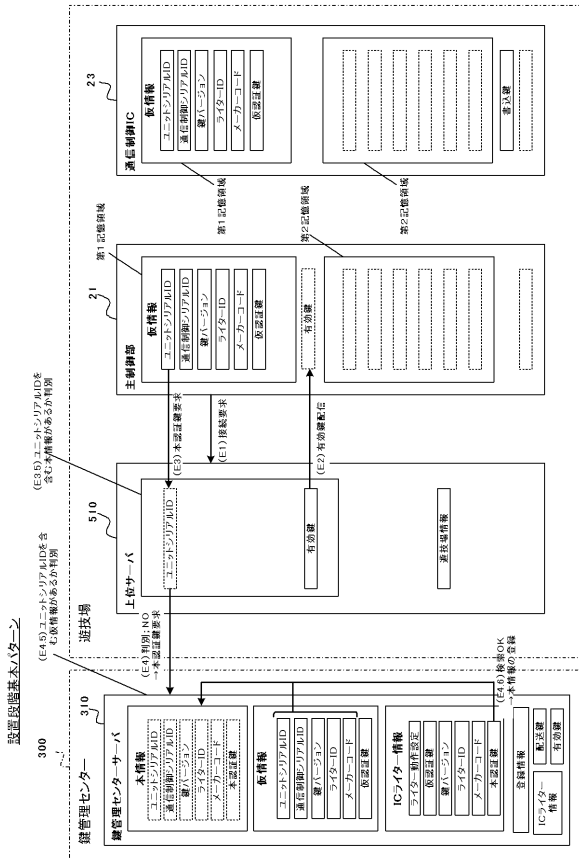 設置段階基本パターン
300
鍵管理センター
310
鍵管理センターサーバ
本情報
ユニットシリアルID
通信制御シリアルID
鍵バージョン
ライターID
メーカーコード
本認証鍵
仮情報
ユニットシリアルID
通信制御シリアルID
鍵バージョン
ライターID
メーカーコード
仮認証鍵
ICライター情報
ライター動作設定
仮認証鍵
鍵バージョン
ライターID
メーカーコード
本認証鍵
登録情報
ICライター
情報
配送鍵
有効鍵
(E4.5)ユニットシリアルIDを含
む仮情報があるか判別
(E4)判別;NO
→本認証鍵要求
(E4.6)検索OK
→本情報の登録
遊技場
510
上位サーバ
ユニットシリアルID
有効鍵
遊技場情報
(E3.5)ユニットシリアルIDを
含む本情報があるか判別
(E3)本認証鍵要求
(E1)接続要求
(E2)有効鍵配信
21
主制御部
第1記憶領域
仮情報
ユニットシリアルID
通信制御シリアルID
鍵バージョン
ライターID
メーカーコード
仮認証鍵
有効鍵
第2記憶領域
23
通信制御IC
仮情報
ユニットシリアルID
通信制御シリアルID
鍵バージョン
ライターID
メーカーコード
仮認証鍵
第1記憶領域
第2記憶領域
書込鍵